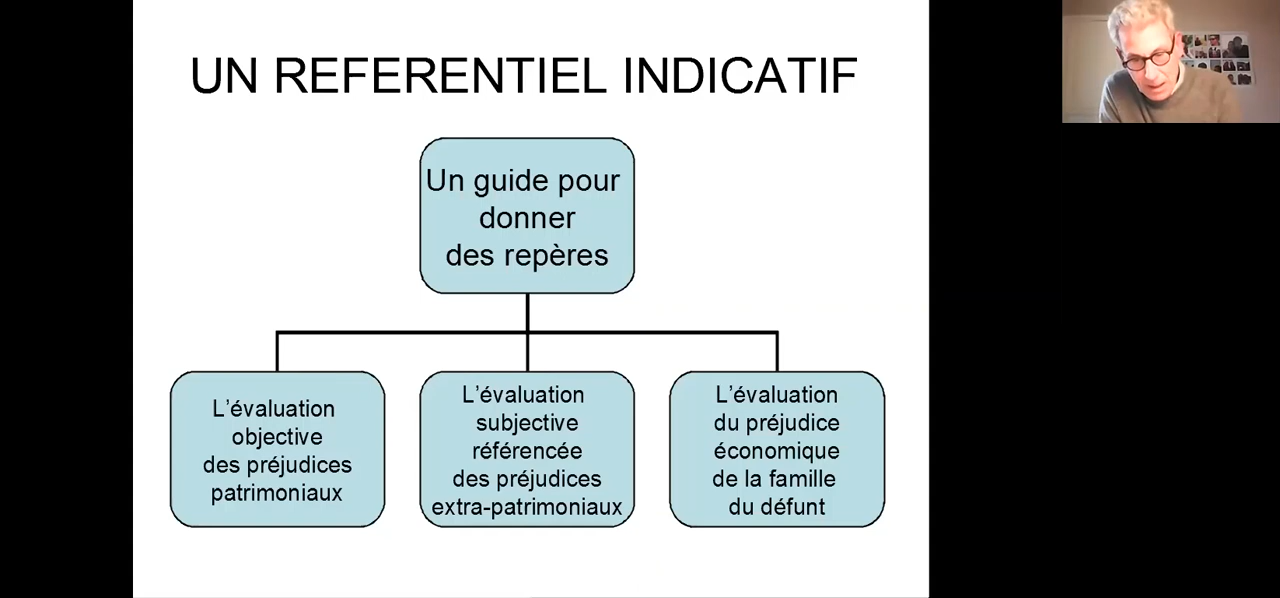 UN REFERENTIEL INDICATIF
Un guide pour
donner
des repères
L’évaluation
objective
des préjudices
patrimoniaux
L’évaluation
subjective
référencée
des préjudices
extra-patrimoniaux
L’évaluation
du préjudice
économique
de la famille
du défunt